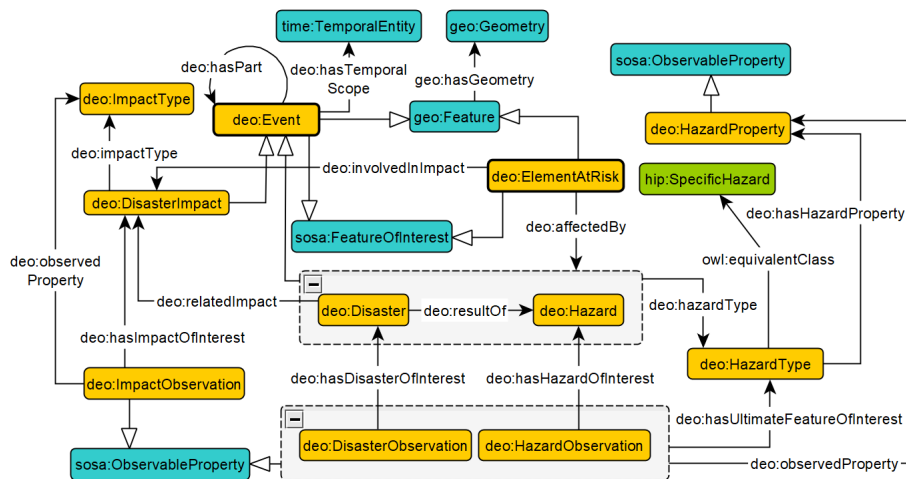 time:TemporalEntity
geo:Geometry
deo:hasPart
deo:hasTemporal
Scope
geo:hasGeometry
sosa:ObservableProperty
deo:ImpactType
deo:Event
geo:Feature
deo:HazardProperty
deo:impactType
deo:involvedInImpact
deo:ElementAtRisk
hip:SpecificHazard
deo:DisasterImpact
deo:hasHazardProperty
sosa:FeatureOfInterest
deo:affectedBy
deo:observed
Property
owl:equivalentClass
deo:relatedImpact
deo:Disaster
deo:resultOf
deo:Hazard
deo:hazardType
deo:hasImpactOfInterest
deo:HazardType
deo:ImpactObservation
deo:hasDisasterOfInterest
deo:hasHazardOfInterest
deo:hasUltimateFeatureOfInterest
deo:DisasterObservation
deo:HazardObservation
sosa:ObservableProperty
deo:observedProperty